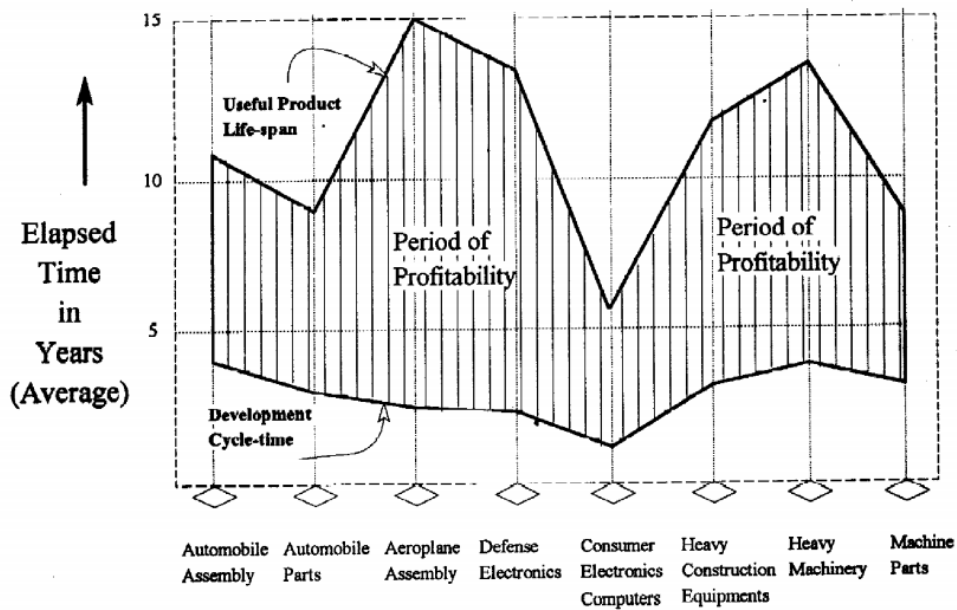 15
Useful Product
Life-span
10
Elapsed
Time
in
Years
(Average)
Period of
Profitability
Period of
Profitability
5
Development
Cycle-time
Automobile
Assembly
Automobile
Parts
Aeroplane
Assembly
Defense
Electronics
Consumer
Electronics
Computers
Heavy
Construction
Equipments
Heavy
Machinery
Machine
Parts